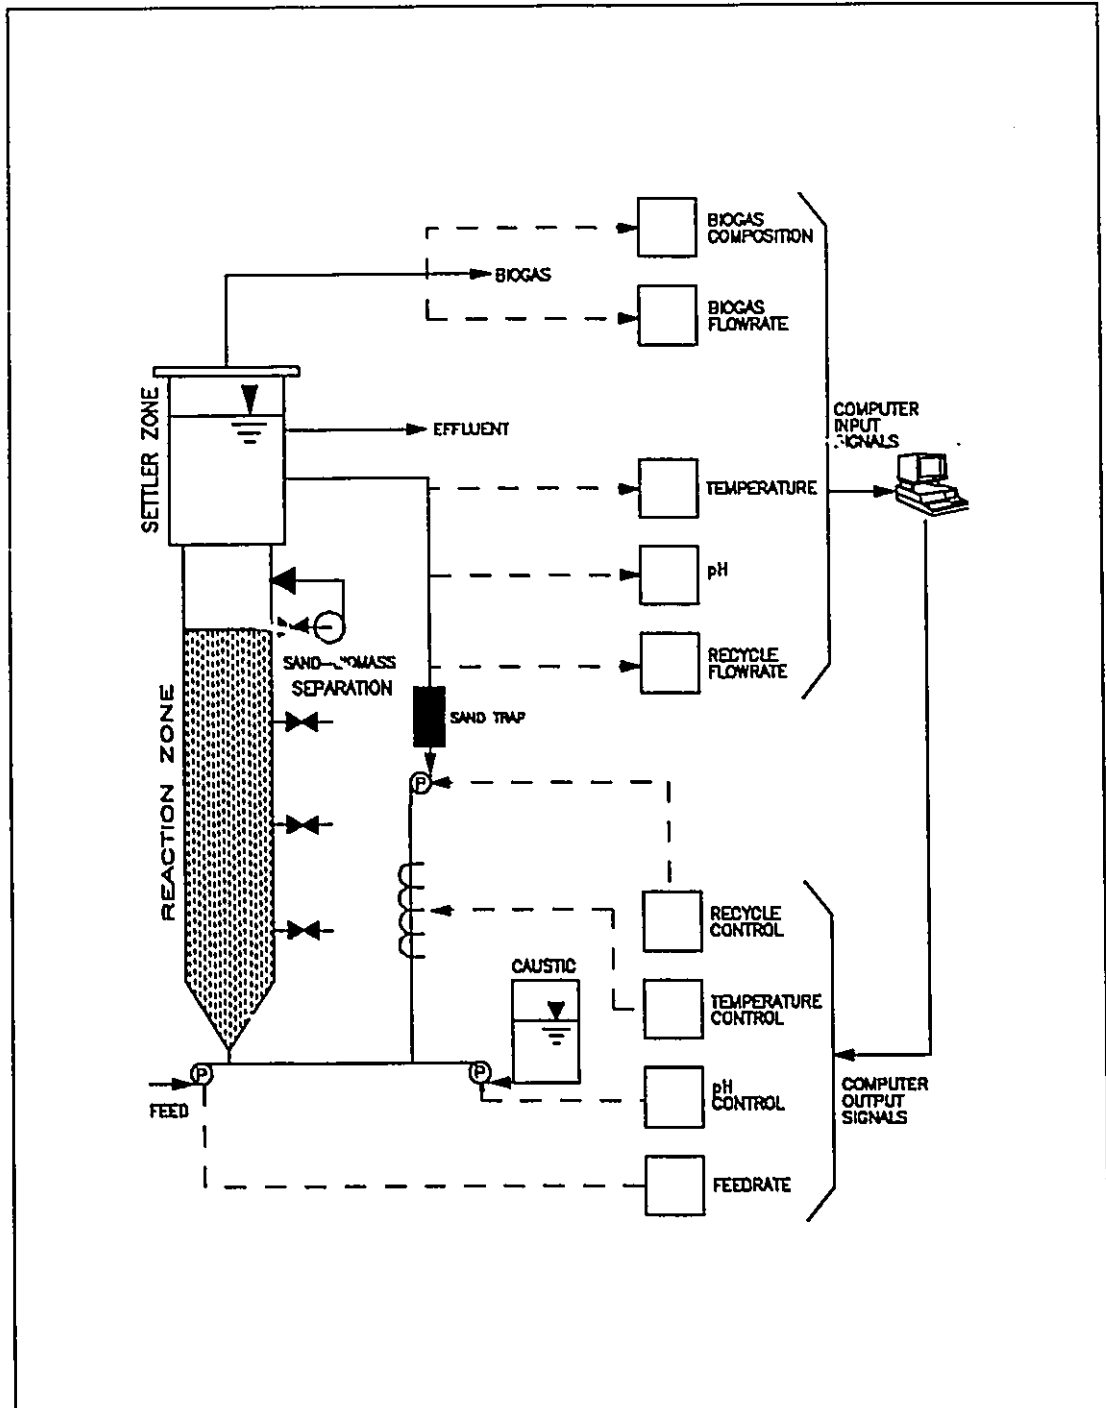 BIOGAS
COMPOSITION
BIOGAS
BIOGAS
FLOWRATE
SETTLER ZONE
EFFLUENT
COMPUTER
INPUT
SIGNALS
TEMPERATURE
pH
RECYCLE
FLOWRATE
SEPARATION
SAND TRAP
REACTION ZONE
P
RECYCLE
CONTROL
CAUSTIC
TEMPERATURE
CONTROL
P
P
FEED
pH
CONTROL
COMPUTER
OUTPUT
SIGNALS
FEEDRATE